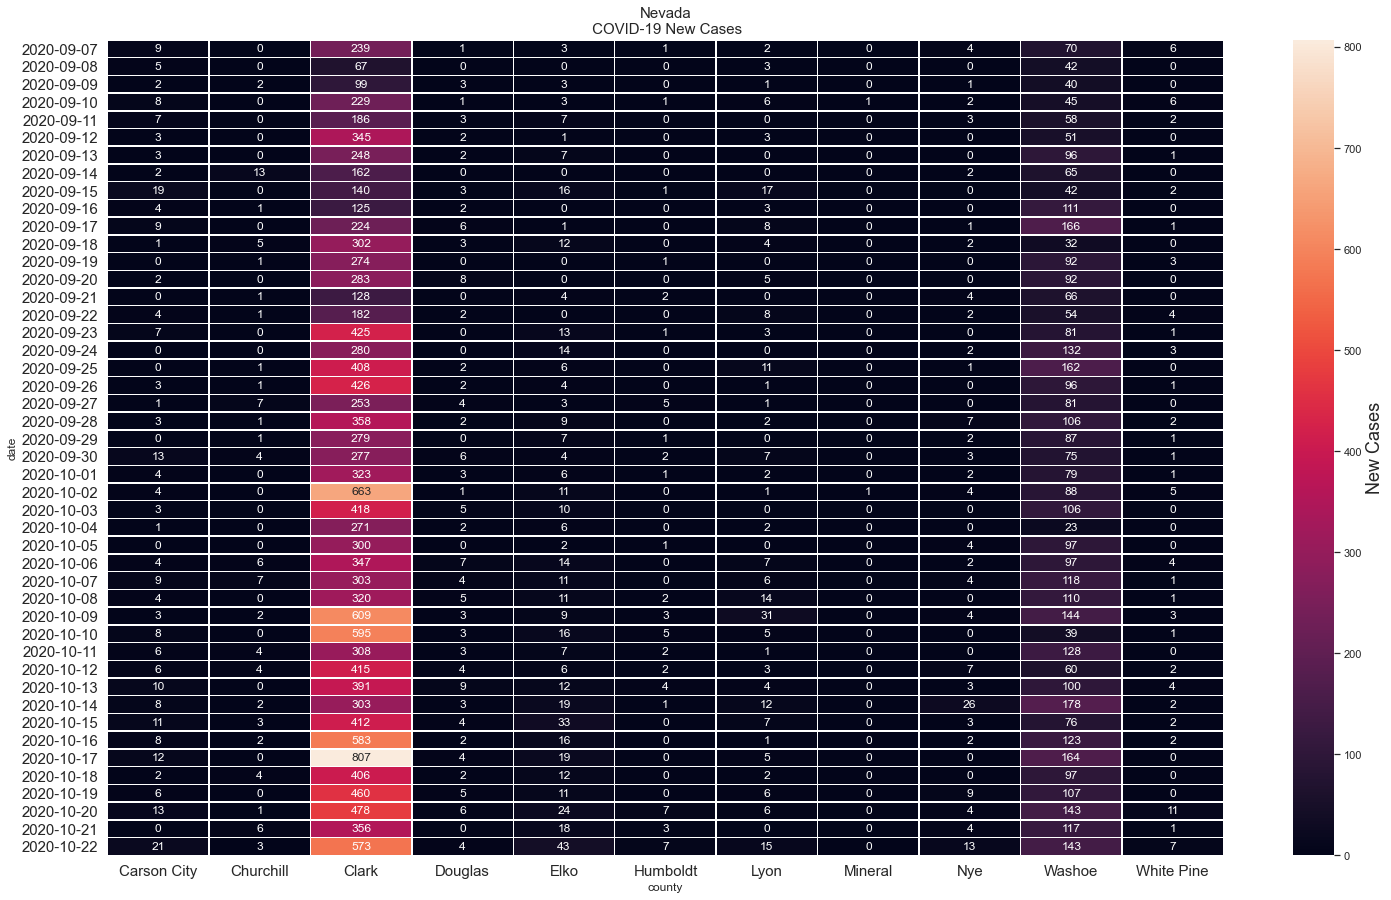 Nevada
COVID-19 New Cases
2020-09-07 9 0 239 1 3 1 2 0 4 70 6
2020-09-08 5 0 67 0 0 0 3 0 0 42 0
2020-09-09 2 2 99 3 3 0 1 0 1 40 0
2020-09-10 8 0 229 1 3 1 6 1 2 45 6
2020-09-11 7 0 186 3 7 0 0 0 3 58 2
2020-09-12 3 0 345 2 1 0 3 0 0 51 0
2020-09-13 3 0 248 2 7 0 0 0 0 96 1
2020-09-14 2 13 162 0 0 0 0 0 2 65 0
2020-09-15 19 0 140 3 16 1 17 0 0 42 2
2020-09-16 4 1 125 2 0 0 3 0 0 111 0
2020-09-17 9 0 224 6 1 0 8 0 1 166 1
2020-09-18 1 5 302 3 12 0 4 0 2 32 0
2020-09-19 0 1 274 0 0 1 0 0 0 92 3
2020-09-20 2 0 283 8 0 0 5 0 0 92 0
2020-09-21 0 1 128 0 4 2 0 0 4 66 0
2020-09-22 4 1 182 2 0 0 8 0 2 54 4
2020-09-23 7 0 425 0 13 1 3 0 0 81 1
2020-09-24 0 0 280 0 14 0 0 0 2 132 3
2020-09-25 0 1 408 2 6 0 11 0 1 162 0
2020-09-26 3 1 426 2 4 0 1 0 0 96 1
2020-09-27 1 7 253 4 3 5 1 0 0 81 0
2020-09-28 3 1 358 2 9 0 2 0 7 106 2
2020-09-29 0 1 279 0 7 1 0 0 2 87 1
2020-09-30 13 4 277 6 4 2 7 0 3 75 1
2020-10-01 4 0 323 3 6 1 2 0 2 79 1
2020-10-02 4 0 663 1 11 0 1 1 4 88 5
2020-10-03 3 0 418 5 10 0 0 0 0 106 0
2020-10-04 1 0 271 2 6 0 2 0 0 23 0
2020-10-05 0 0 300 0 2 1 0 0 4 97 0
2020-10-06 4 6 347 7 14 0 7 0 2 97 4
2020-10-07 9 7 303 4 11 0 6 0 4 118 1
2020-10-08 4 0 320 5 11 2 14 0 0 110 1
2020-10-09 3 2 609 3 9 3 31 0 4 144 3
2020-10-10 8 0 595 3 16 5 5 0 0 39 1
2020-10-11 6 4 308 3 7 2 1 0 0 128 0
2020-10-12 6 4 415 4 6 2 3 0 7 60 2
2020-10-13 10 0 391 9 12 4 4 0 3 100 4
2020-10-14 8 2 303 3 19 1 12 0 26 178 2
2020-10-15 11 3 412 4 33 0 7 0 3 76 2
2020-10-16 8 2 583 2 16 0 1 0 2 123 2
2020-10-17 12 0 807 4 19 0 5 0 0 164 0
2020-10-18 2 4 406 2 12 0 2 0 0 97 0
2020-10-19 6 0 460 5 11 0 6 0 9 107 0
2020-10-20 13 1 478 6 24 7 6 0 4 143 11
2020-10-21 0 6 356 0 18 3 0 0 4 117 1
2020-10-22 21 3 573 4 43 7 15 0 13 143 7
Carson City Churchill Clark Douglas Elko Humboldt Lyon Mineral Nye Washoe White Pine
county
date
800
700
600
500
400
300
200
100
0
New Cases